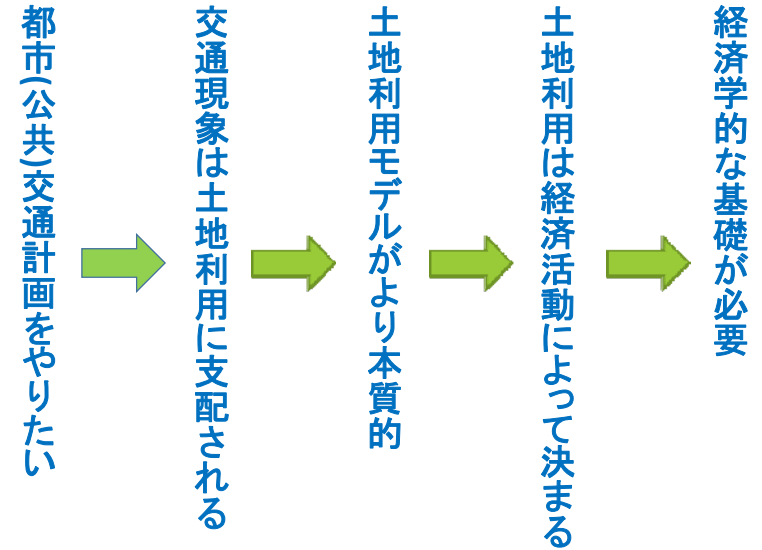 都市(公共)交通計画をやりたい
交通現象は土地利用に支配される
土地利用モデルがより本質的
土地利用は経済活動によって決まる
経済学的な基礎が必要